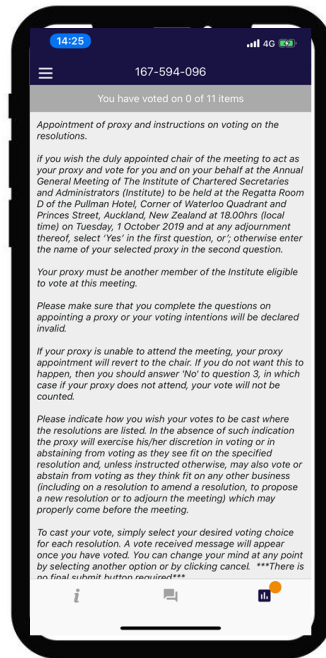 14:25
4G
167-594-096
You have voted on 0 of 11 items
Appointment of proxy and instructions on voting on the
resolutions.
if you wish the duly appointed chair of the meeting to act as
your proxy and vote for you and on your behalf at the Annual
General Meeting of The Institute of Chartered Secretaries
and Administrators (Institute) to be held at the Regatta Room
D of the Pullman Hotel, Corner of Waterloo Quadrant and
Princes Street, Auckland, New Zealand at 18.00hrs (local
time) on Tuesday, 1 October 2019 and at any adjournment
thereof, select 'Yes' in the first question, or'; otherwise enter
the name of your selected proxy in the second question.
Your proxy must be another member of the Institute eligible
to vote at this meeting.
Please make sure that you complete the questions on
appointing a proxy or your voting intentions will be declared
invalid.
If your proxy is unable to attend the meeting, your proxy
appointment will revert to the chair. If you do not want this to
happen, then you should answer 'No' to question 3, in which
case if your proxy does not attend, your vote will not be
counted.
Please indicate how you wish your votes to be cast where
the resolutions are listed. In the absence of such indication
the proxy will exercise his/her discretion in voting or in
abstaining from voting as they see fit on the specified
resolution and, unless instructed otherwise, may also vote or
abstain from voting as they think fit on any other business
(including on a resolution to amend a resolution, to propose
a new resolution or to adjourn the meeting) which may
properly come before the meeting.
To cast your vote, simply select your desired voting choice
for each resolution. A vote received message will appear
once you have voted. You can change your mind at any point
by selecting another option or by clicking cancel. ***There is
no final submit button required***